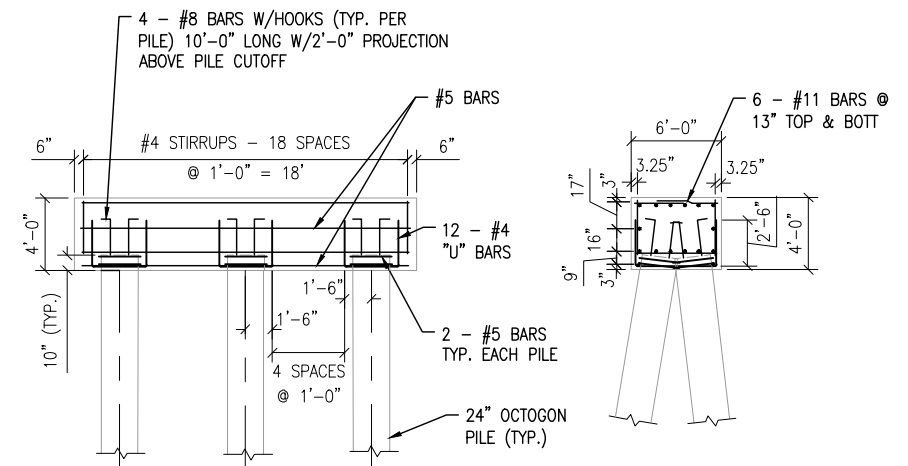 4 - #8 BARS W/HOOKS (TYP. PER
PILE) 10'-0" LONG W/2'-0" PROJECTION
ABOVE PILE CUTOFF
#5 BARS
6"
#4 STIRRUPS - 18 SPACES
@ 1'-0" = 18'
6"
4'-0"
12 - #4
"U" BARS
10" (TYP.)
1'-6"
1'-6"
4 SPACES
@ 1'-0"
2 - #5 BARS
TYP. EACH PILE
24" OCTOGON
PILE (TYP.)
6 - #11 BARS @
13" TOP & BOTT
6'-0"
3.25"
3.25"
17"
3"
16"
9"
3"
2'-6"
4'-0"